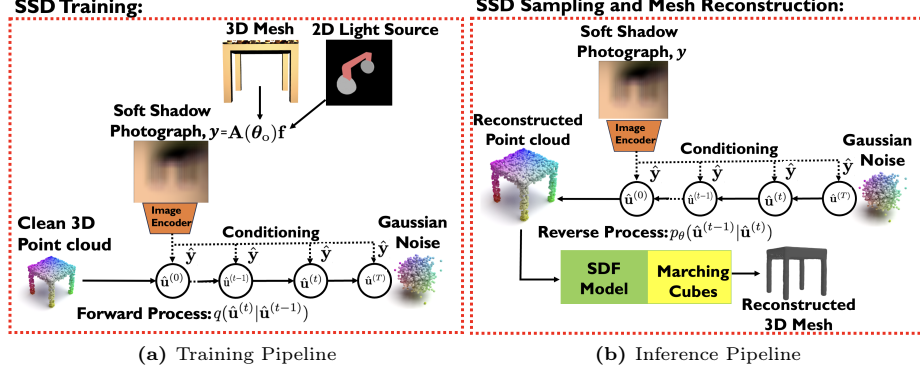 SSD Training:
3D Mesh
2D Light Source
Soft Shadow
Photograph, y=A(θ_o)f
Image
Encoder
Clean 3D
Point cloud
Conditioning
Gaussian
Noise
ŷ ŷ ŷ ŷ
û^(0) û^(t-1) û^(t) û^(T)
Forward Process: q(û^(t)|û^(t-1))
(a) Training Pipeline
SSD Sampling and Mesh Reconstruction:
Soft Shadow
Photograph, y
Image
Encoder
Reconstructed
Point cloud
Conditioning
Gaussian
Noise
ŷ ŷ ŷ ŷ
û^(0) û^(t-1) û^(t) û^(T)
Reverse Process: p_θ(û^(t-1)|û^(t))
SDF
Model
Marching
Cubes
Reconstructed
3D Mesh
(b) Inference Pipeline